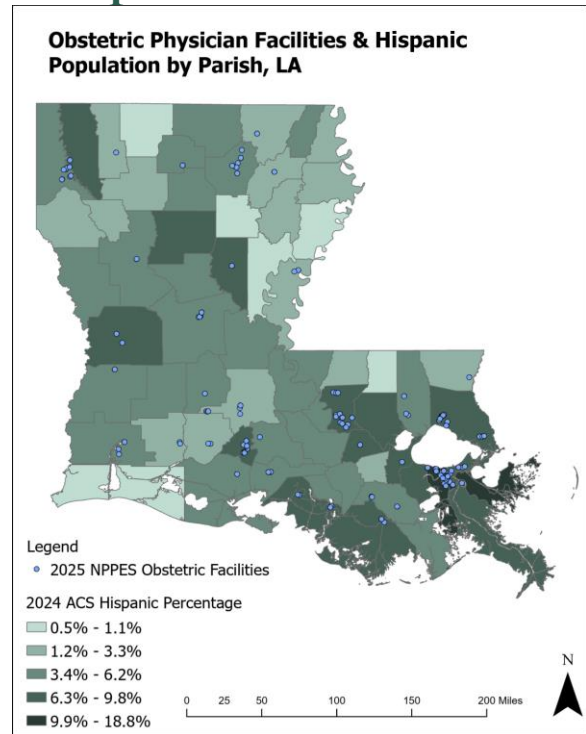 Obstetric Physician Facilities & Hispanic
Population by Parish, LA
Legend
2025 NPPES Obstetric Facilities
2024 ACS Hispanic Percentage
0.5% - 1.1%
1.2% - 3.3%
3.4% - 6.2%
6.3% - 9.8%
9.9% - 18.8%
N
0 50 100 150 200 Miles